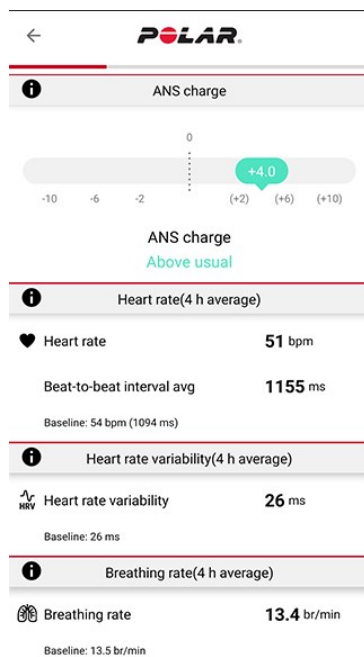 POLAR.
ANS charge
0
+4.0
-10 -6 -2 (+2) (+6) (+10)
ANS charge
Above usual
Heart rate(4 h average)
Heart rate 51 bpm
Beat-to-beat interval avg 1155 ms
Baseline: 54 bpm (1094 ms)
Heart rate variability(4 h average)
HRV Heart rate variability 26 ms
Baseline: 26 ms
Breathing rate(4 h average)
Breathing rate 13.4 br/min
Baseline: 13.5 br/min